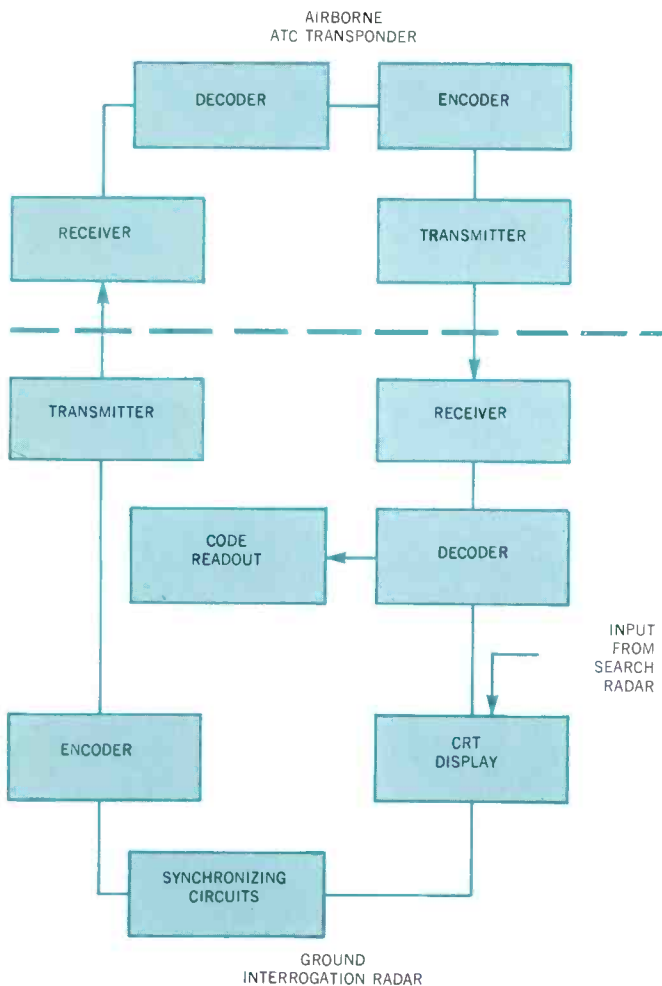 AIRBORNE
ATC TRANSPONDER
DECODER
ENCODER
RECEIVER
TRANSMITTER
TRANSMITTER
RECEIVER
CODE
READOUT
DECODER
INPUT
FROM
SEARCH
RADAR
ENCODER
CRT
DISPLAY
SYNCHRONIZING
CIRCUITS
GROUND
INTERROGATION RADAR